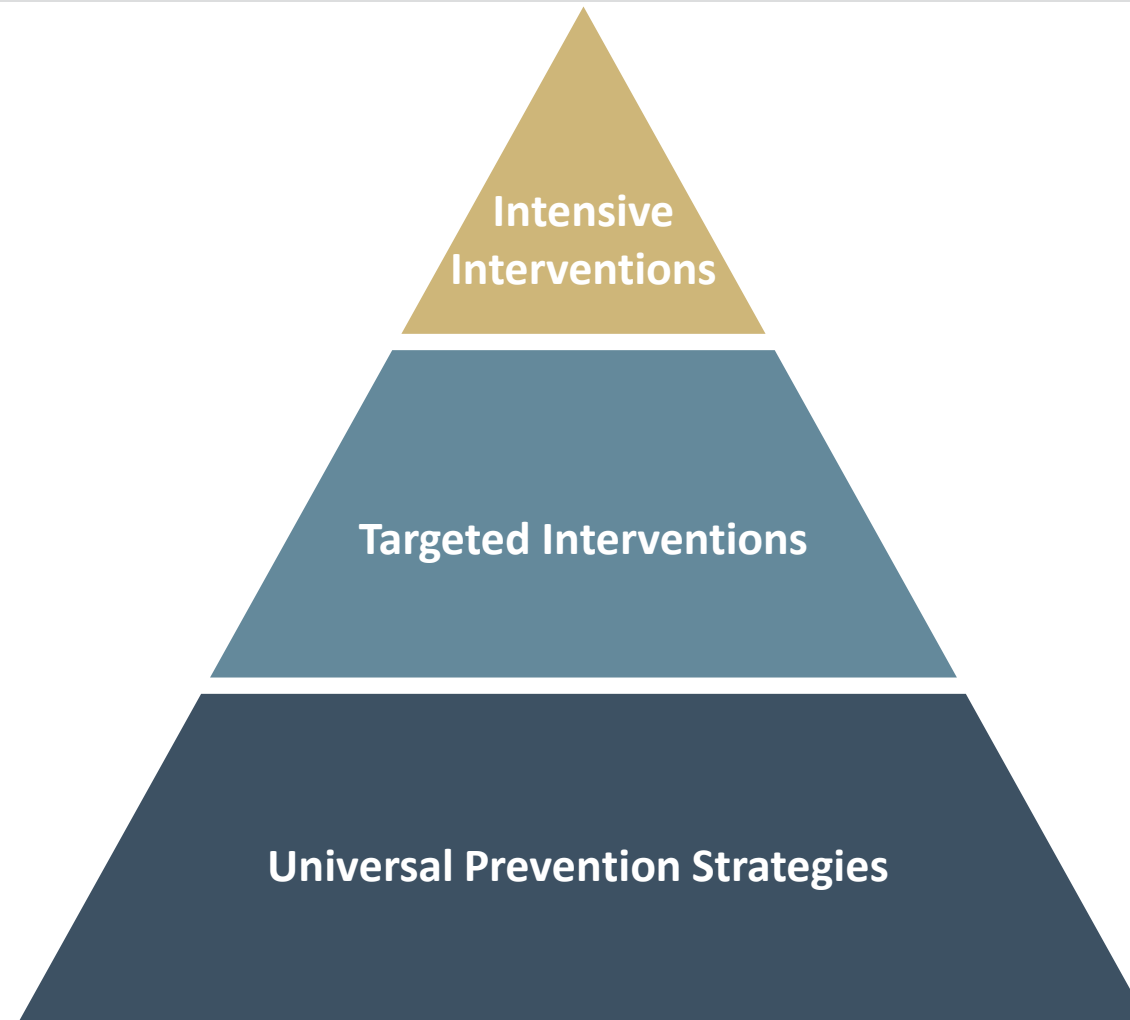 Intensive
Interventions
Targeted Interventions
Universal Prevention Strategies